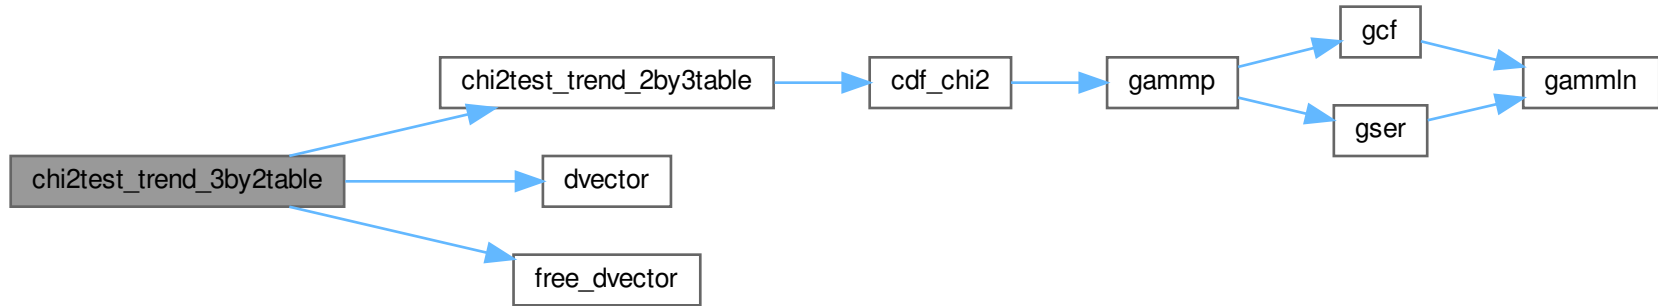 chi2test_trend_3by2table
chi2test_trend_2by3table
cdf_chi2
gammp
gcf
gser
gammln
dvector
free_dvector